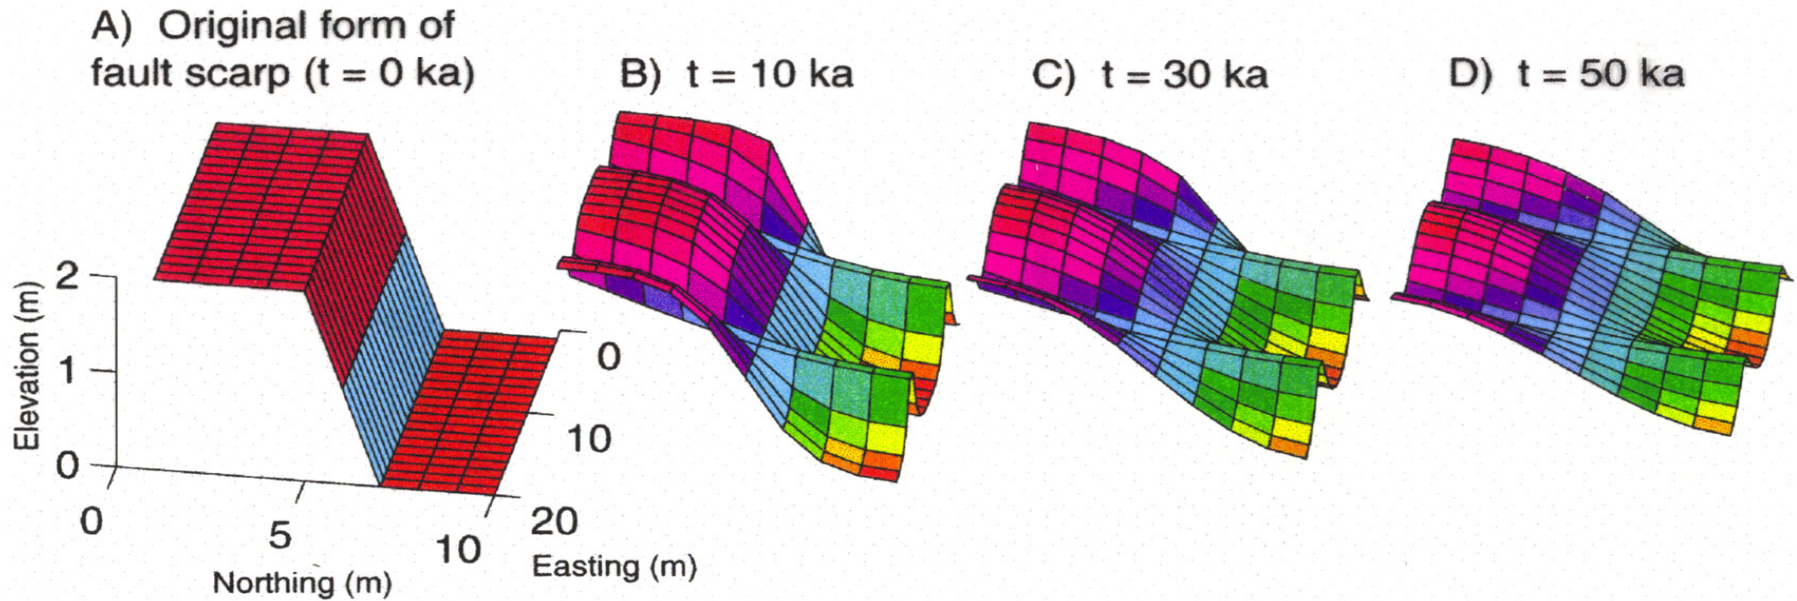 A) Original form of
fault scarp (t = 0 ka)
B) t = 10 ka
C) t = 30 ka
D) t = 50 ka
Elevation (m)
2
1
0
0
5
10
Northing (m)
0
10
20
Easting (m)